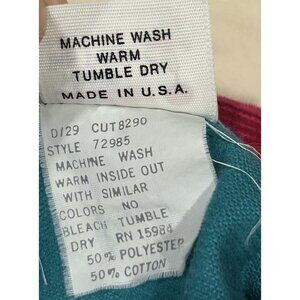 MACHINE WASH
WARM
TUMBLE DRY
MADE IN U.S.A.
D/29 CUT8290
STYLE 72985
MACHINE WASH
WARM INSIDE OUT
WITH SIMILAR
COLORS NO
BLEACH TUMBLE
DRY RN 15984
50% POLYESTER
50% COTTON